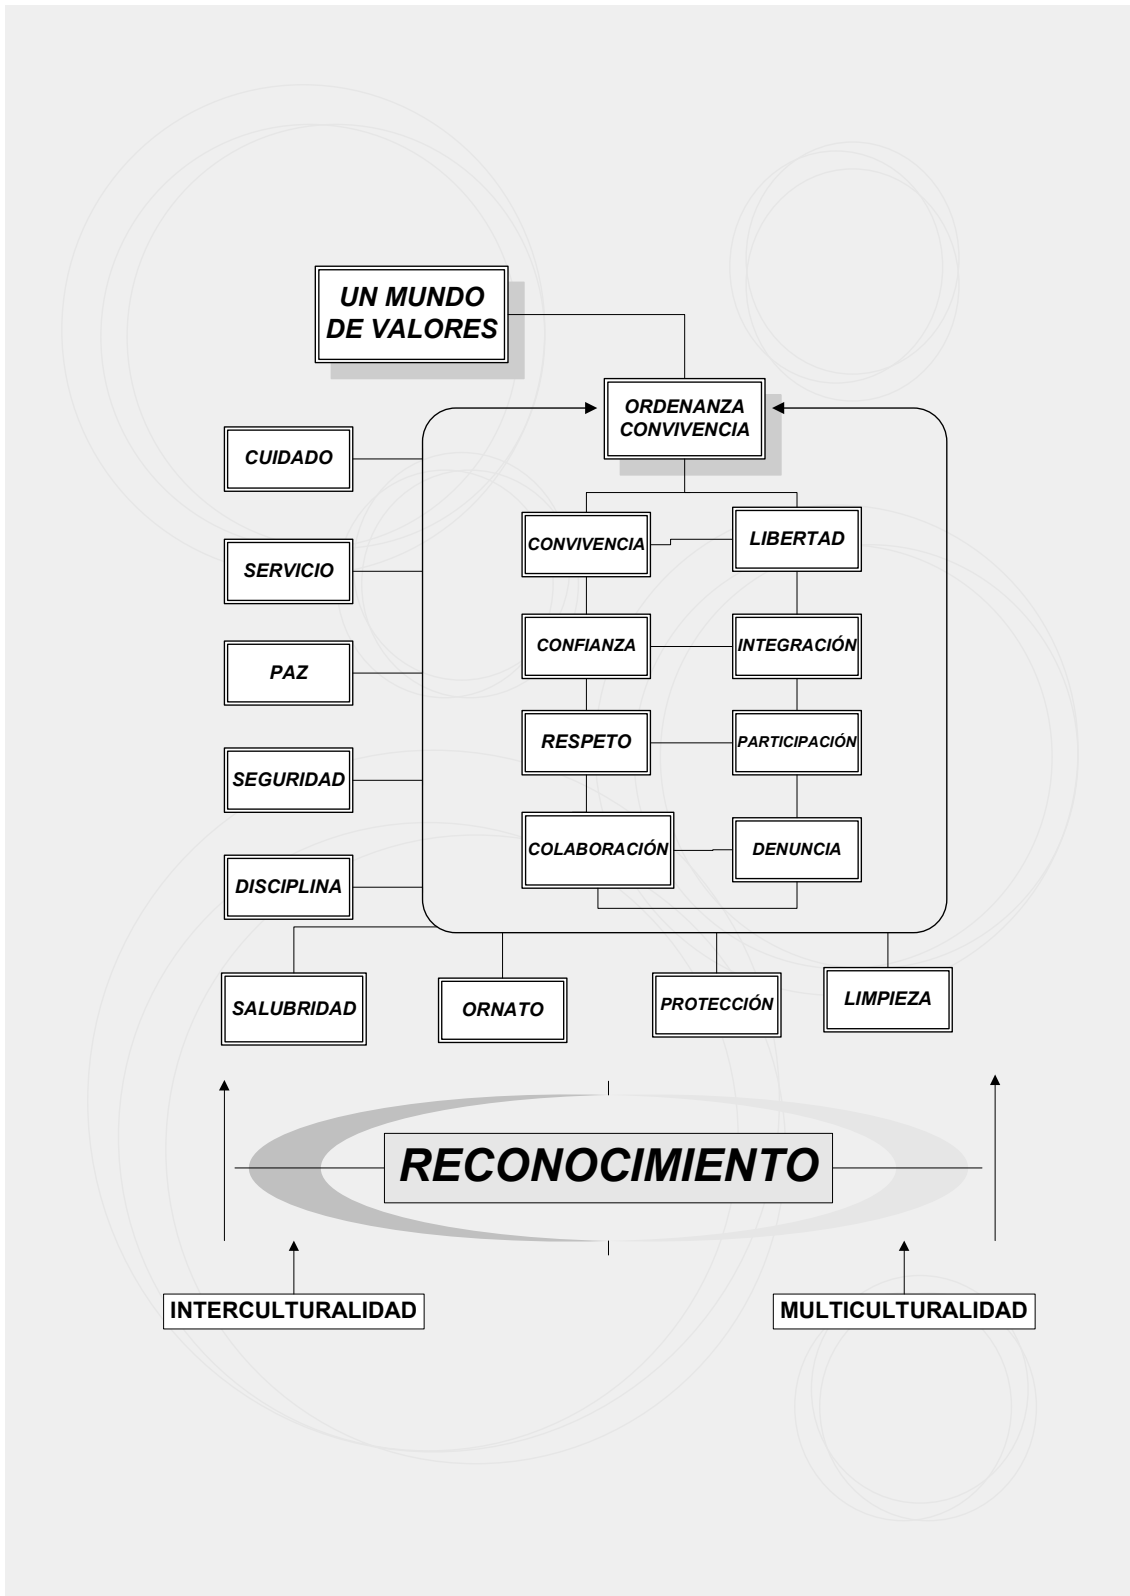 UN MUNDO
DE VALORES
ORDENANZA
CONVIVENCIA
CUIDADO
CONVIVENCIA
LIBERTAD
SERVICIO
CONFIANZA
INTEGRACIÓN
PAZ
RESPETO
PARTICIPACIÓN
SEGURIDAD
COLABORACIÓN
DENUNCIA
DISCIPLINA
SALUBRIDAD
ORNATO
PROTECCIÓN
LIMPIEZA
RECONOCIMIENTO
INTERCULTURALIDAD
MULTICULTURALIDAD